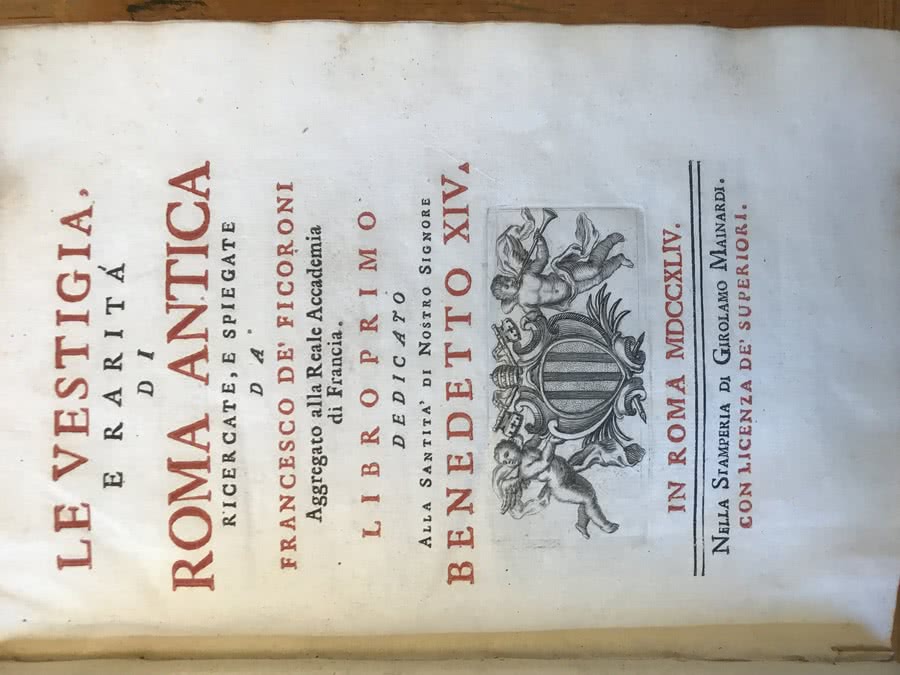 LE VESTIGIA,
E RARITÁ
DI
ROMA ANTICA
RICERCATE, E SPIEGATE
D'A
FRANCESCO DE' FICORONI
Aggregato alla Reale Accademia
di Francia.
LIBRO PRIMO
DEDICATO
ALLA SANTITA' DI NOSTRO SIGNORE
BENEDETTO XIV.
IN ROMA MDCCXLIV.
NELLA STAMPERIA DI GIROLAMO MAINARDI.
CON LICENZA DE' SUPERIORI.